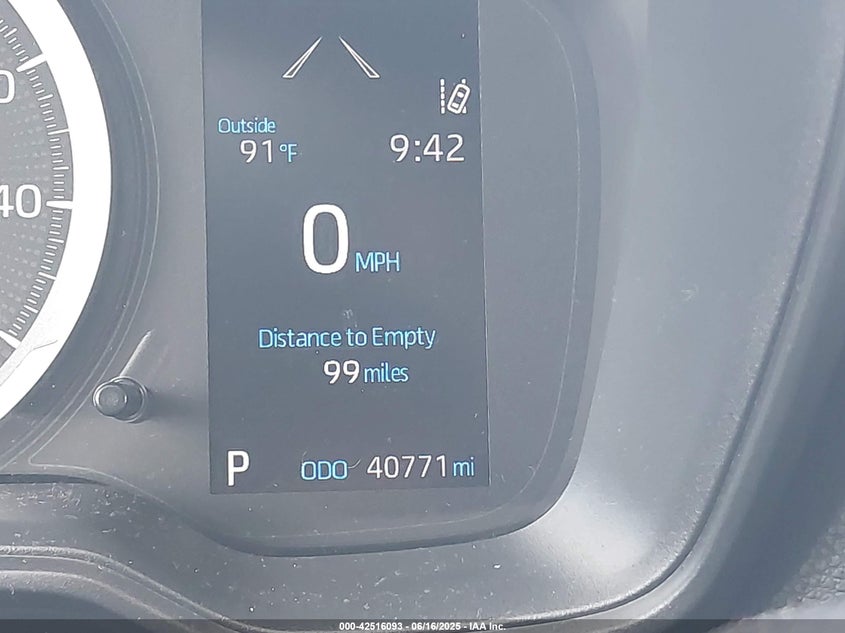 Outside
91°F 9:42
40
0 MPH
Distance to Empty
99 miles
P ODO 40771 mi
000-42516093 - 06/16/2025 - IAA Inc.